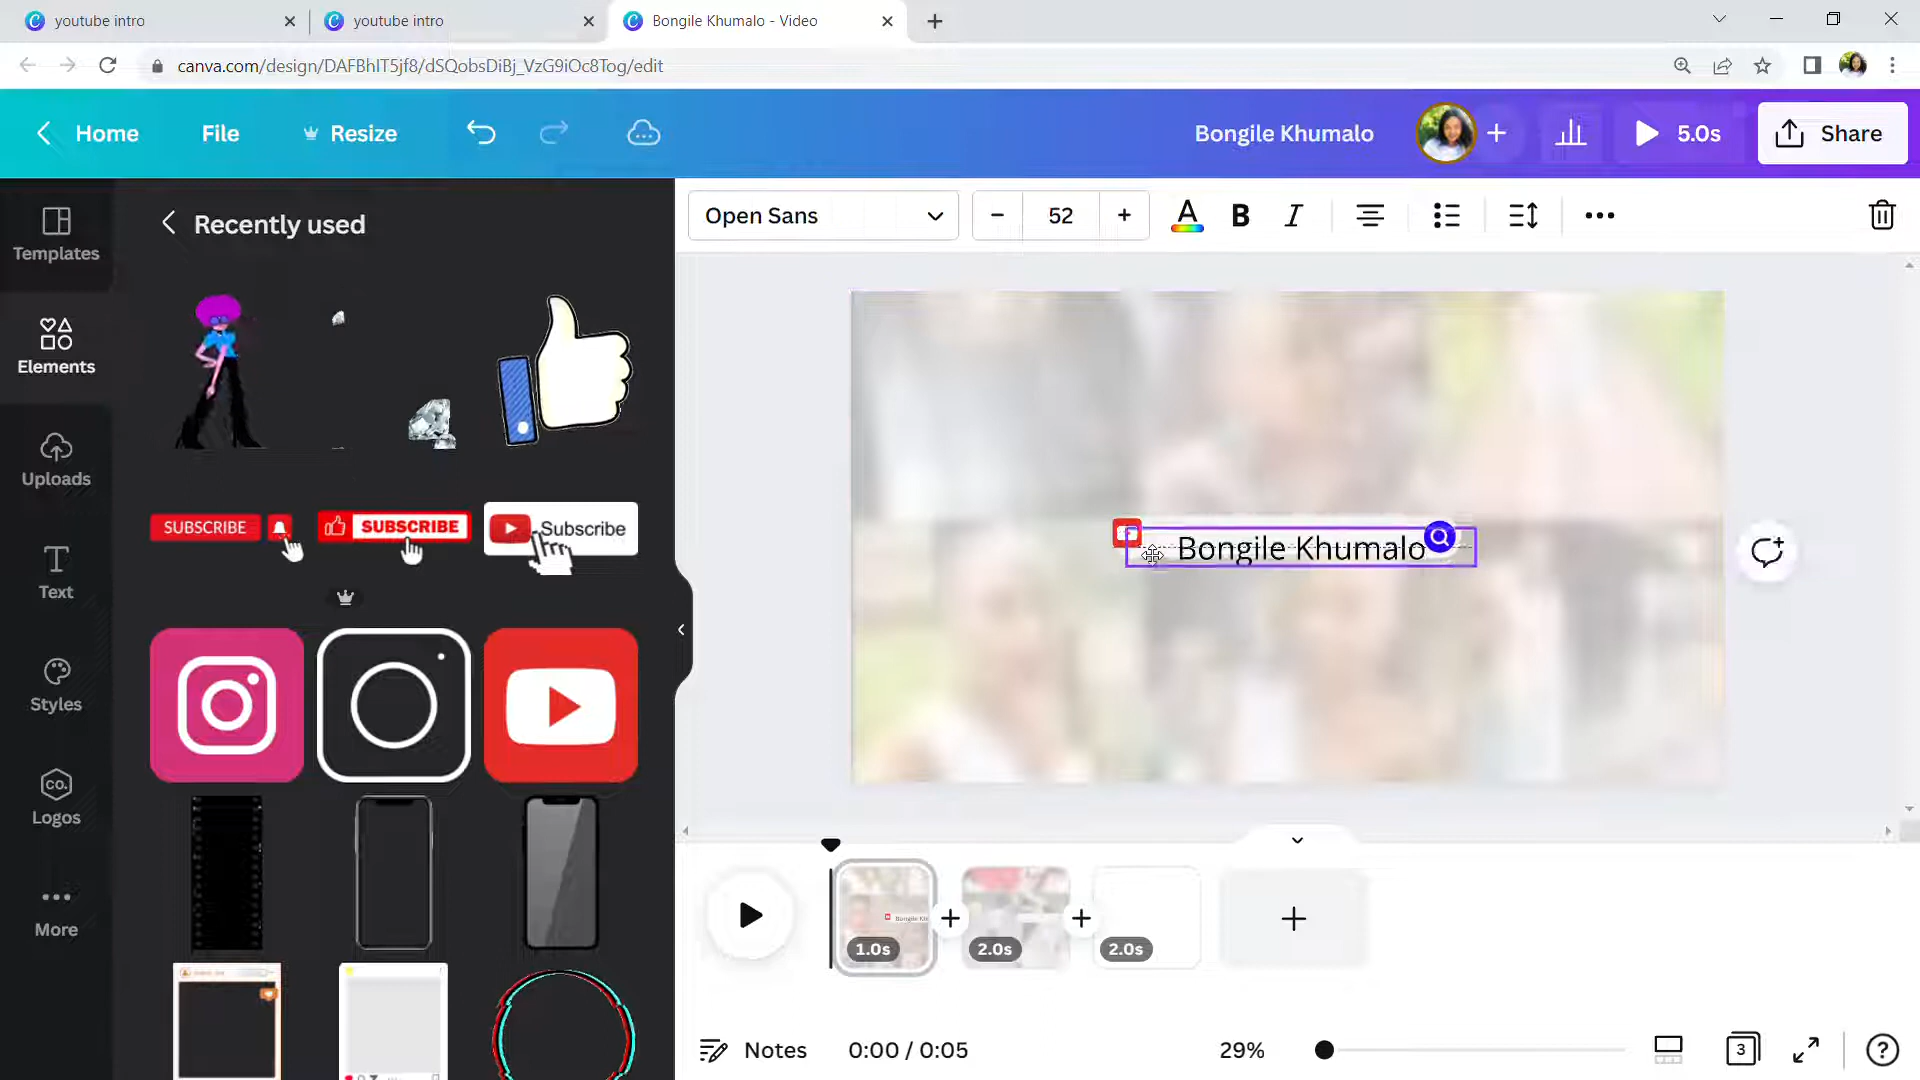 youtube intro
youtube intro
Bongile Khumalo - Video
canva.com/design/DAFBhIT5jf8/dSQobsDiBj_VzG9iOc8Tog/edit
Home
File
Resize
Bongile Khumalo
5.0s
Share
Templates
Elements
Uploads
Text
Styles
CO.
Logos
More
Recently used
SUBSCRIBE
SUBSCRIBE
Subscribe
Open Sans
52
A
B
I
Bongile Khumalo
1.0s
2.0s
2.0s
Notes
0:00 / 0:05
29%
3